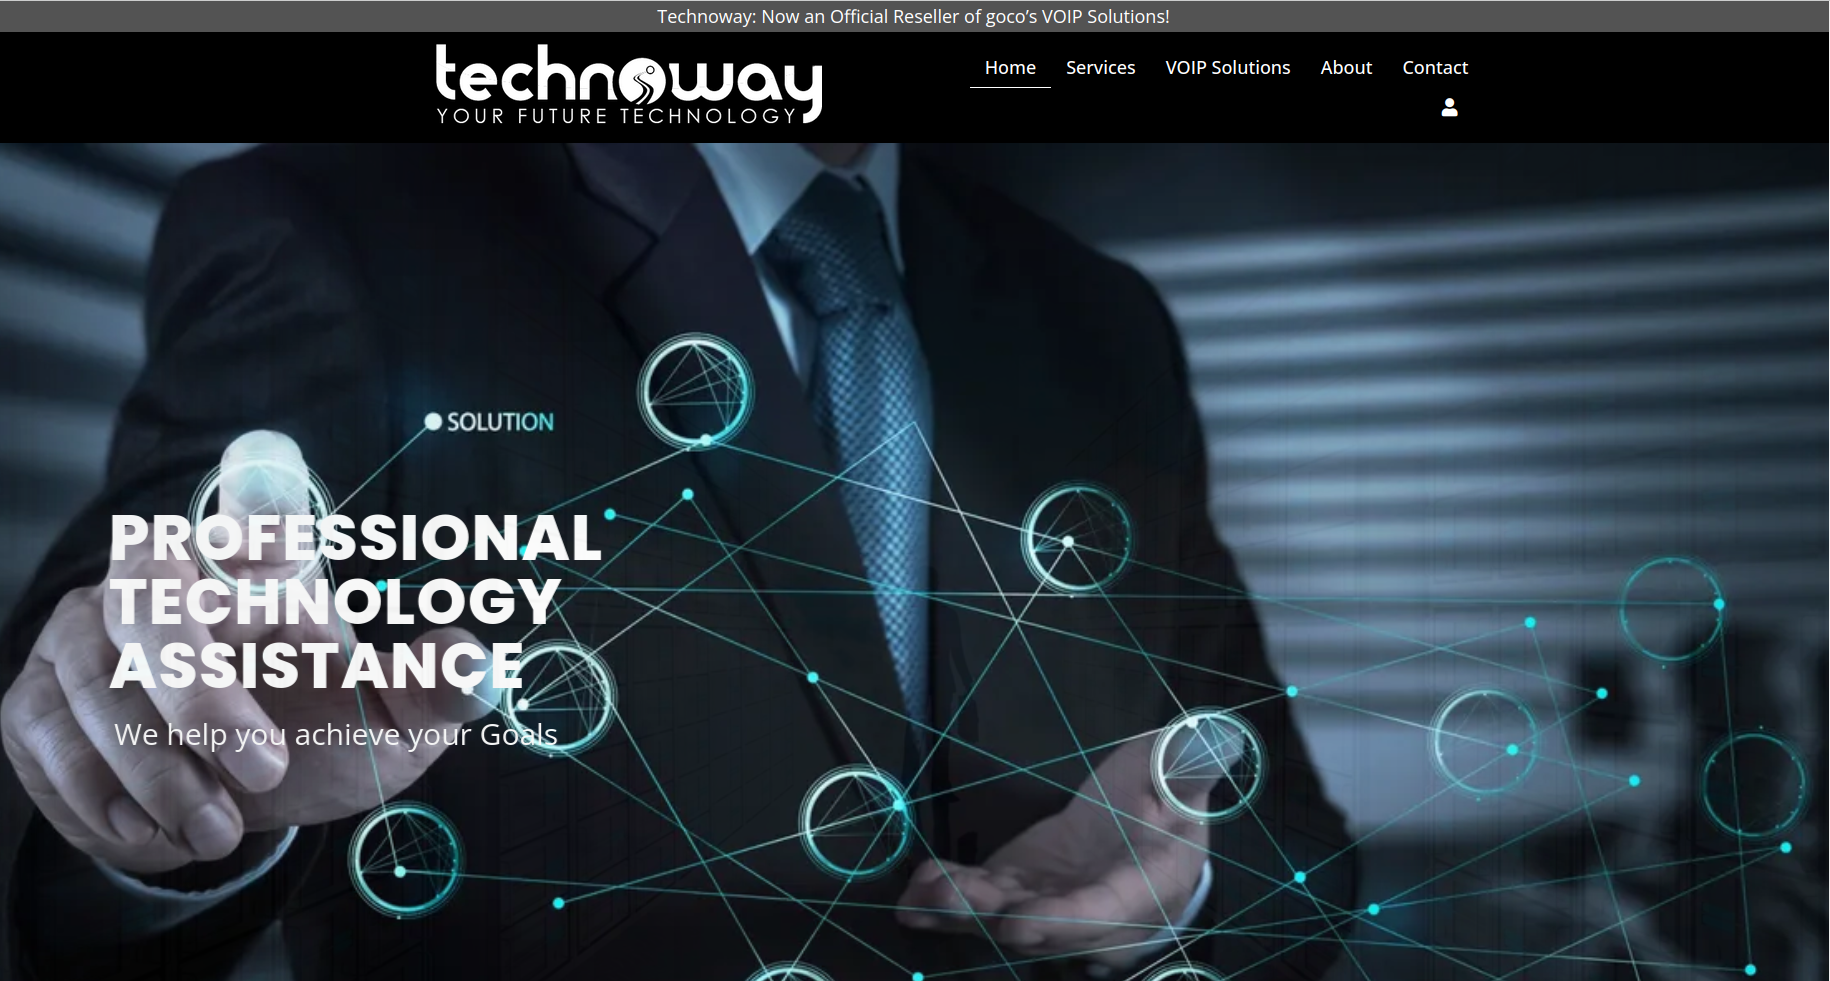 Technoway: Now an Official Reseller of goco’s VOIP Solutions!
technoway
YOUR FUTURE TECHNOLOGY
Home Services VOIP Solutions About Contact
SOLUTION
PROFESSIONAL
TECHNOLOGY
ASSISTANCE
We help you achieve your Goals